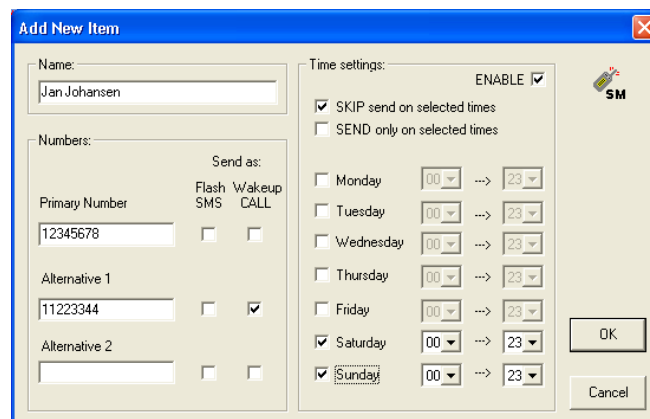 Add New Item
Name:
Jan Johansen
Numbers:
Send as:
Primary Number
Flash SMS
Wakeup CALL
12345678
Alternative 1
11223344
Alternative 2
Time settings:
ENABLE
SKIP send on selected times
SEND only on selected times
Monday 00 ---> 23
Tuesday 00 ---> 23
Wednesday 00 ---> 23
Thursday 00 ---> 23
Friday 00 ---> 23
Saturday 00 ---> 23
Sunday 00 ---> 23
SM
OK
Cancel